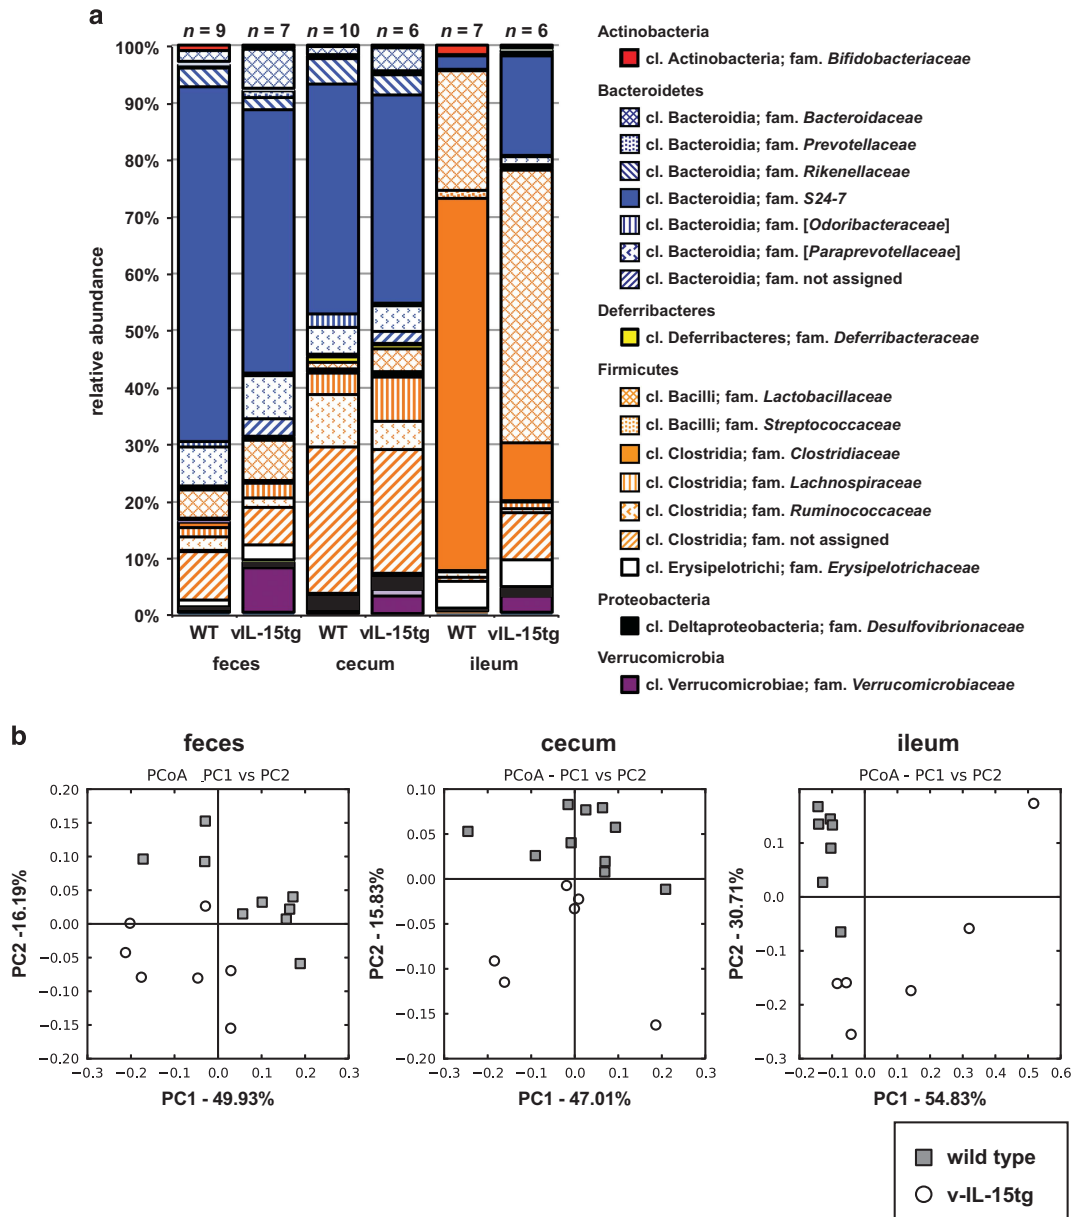 a
n = 9 n = 7 n = 10 n = 6 n = 7 n = 6
100%
90%
80%
70%
60%
50%
40%
30%
20%
10%
0%
relative abundance
WT vIL-15tg WT vIL-15tg WT vIL-15tg
feces cecum ileum
Actinobacteria
cl. Actinobacteria; fam. Bifidobacteriaceae
Bacteroidetes
cl. Bacteroidia; fam. Bacteroidaceae
cl. Bacteroidia; fam. Prevotellaceae
cl. Bacteroidia; fam. Rikenellaceae
cl. Bacteroidia; fam. S24-7
cl. Bacteroidia; fam. [Odoribacteraceae]
cl. Bacteroidia; fam. [Paraprevotellaceae]
cl. Bacteroidia; fam. not assigned
Deferribacteres
cl. Deferribacteres; fam. Deferribacteraceae
Firmicutes
cl. Bacilli; fam. Lactobacillaceae
cl. Bacilli; fam. Streptococcaceae
cl. Clostridia; fam. Clostridiaceae
cl. Clostridia; fam. Lachnospiraceae
cl. Clostridia; fam. Ruminococcaceae
cl. Clostridia; fam. not assigned
cl. Erysipelotrichi; fam. Erysipelotrichaceae
Proteobacteria
cl. Deltaproteobacteria; fam. Desulfovibrionaceae
Verrucomicrobia
cl. Verrucomicrobiae; fam. Verrucomicrobiaceae
b
feces
PCoA _PC1 vs PC2
0.20
0.15
0.10
0.05
0.00
−0.05
−0.10
−0.15
−0.20
PC2 -16.19%
−0.3 −0.2 −0.1 0.0 0.1 0.2 0.3
PC1 - 49.93%
cecum
PCoA - PC1 vs PC2
0.10
0.05
0.00
−0.05
−0.10
−0.15
−0.20
PC2 - 15.83%
−0.3 −0.2 −0.1 0.0 0.1 0.2 0.3
PC1 - 47.01%
ileum
PCoA - PC1 vs PC2
0.2
0.1
0.0
−0.1
−0.2
−0.3
PC2 - 30.71%
−0.2 −0.1 0.0 0.1 0.2 0.3 0.4 0.5 0.6
PC1 - 54.83%
wild type
v-IL-15tg